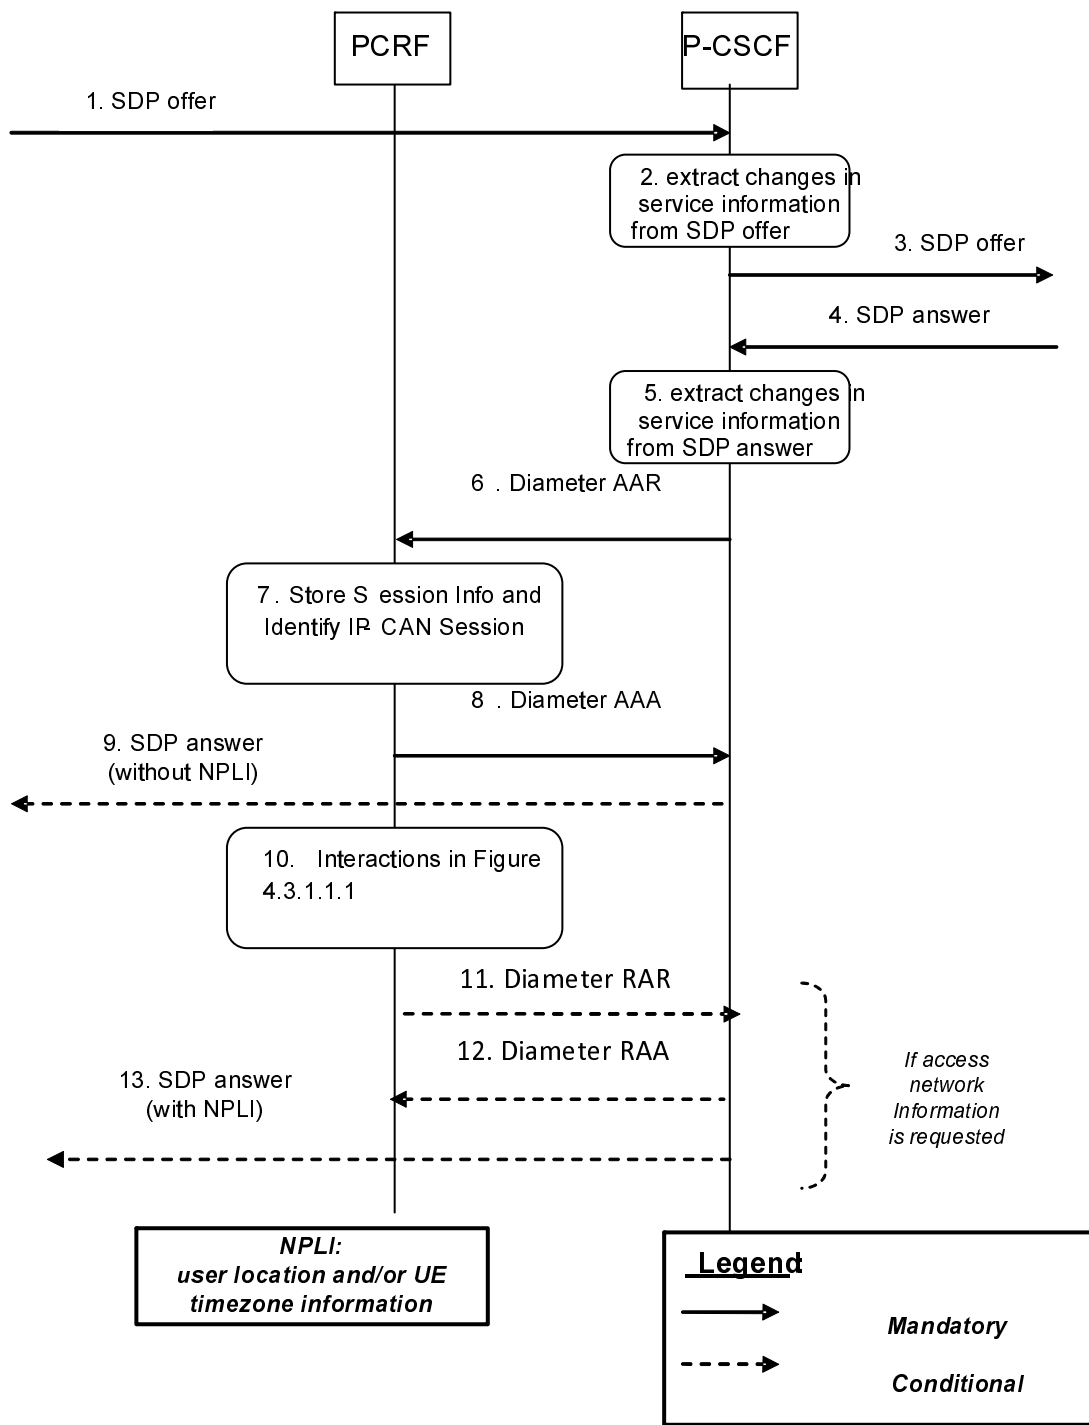 PCRF
P-CSCF
1. SDP offer
2. extract changes in
service information
from SDP offer
3. SDP offer
4. SDP answer
5. extract changes in
service information
from SDP answer
6 . Diameter AAR
7 . Store S ession Info and
Identify IP- CAN Session
8 . Diameter AAA
9. SDP answer
(without NPLI)
10. Interactions in Figure
4.3.1.1.1
11. Diameter RAR
12. Diameter RAA
13. SDP answer
(with NPLI)
If access
network
Information
is requested
NPLI:
user location and/or UE
timezone information
Legend:
Mandatory
Conditional